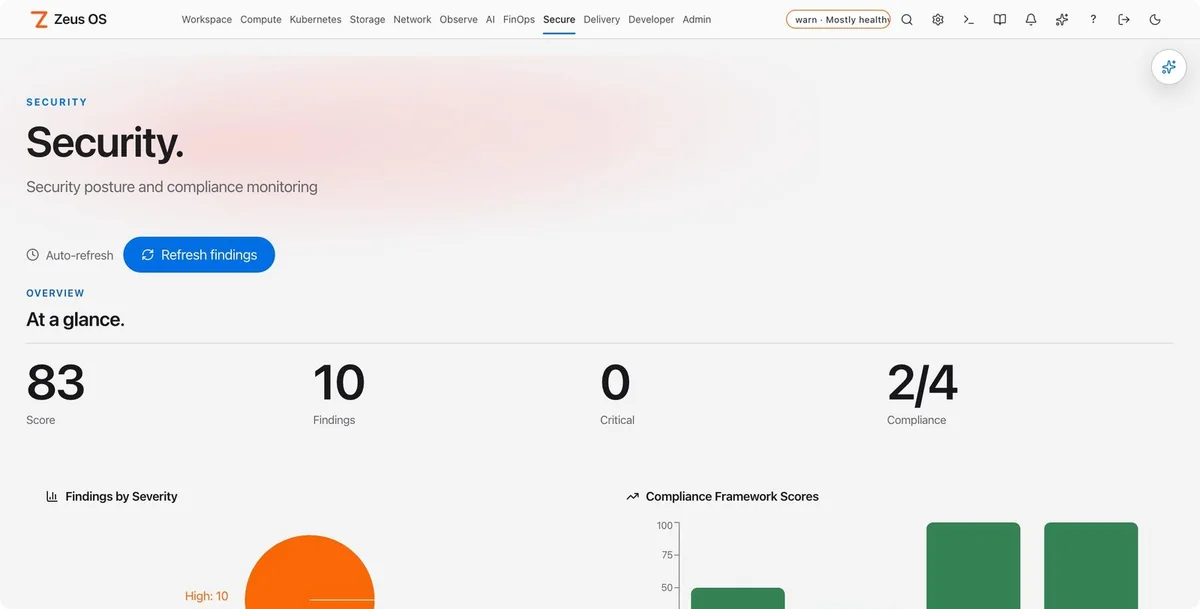 Zeus OS
Workspace Compute Kubernetes Storage Network Observe AI FinOps Secure Delivery Developer Admin
warn · Mostly healthy
?
SECURITY
Security.
Security posture and compliance monitoring
Auto-refresh
Refresh findings
OVERVIEW
At a glance.
83
Score
10
Findings
0
Critical
2/4
Compliance
Findings by Severity
High: 10
Compliance Framework Scores
100
75
50